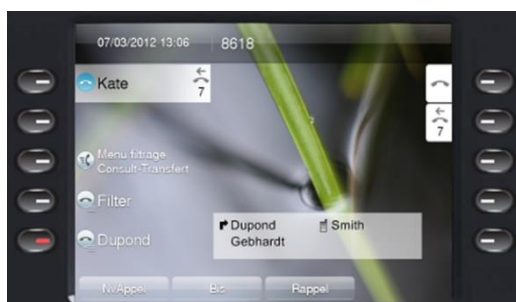 07/03/2012 13:06 8618
Kate
7
7
Menu filtrage
Consult-Transfert
Filter
Dupond Smith
Gebhardt
Dupond
NvAppel Bis Rappel